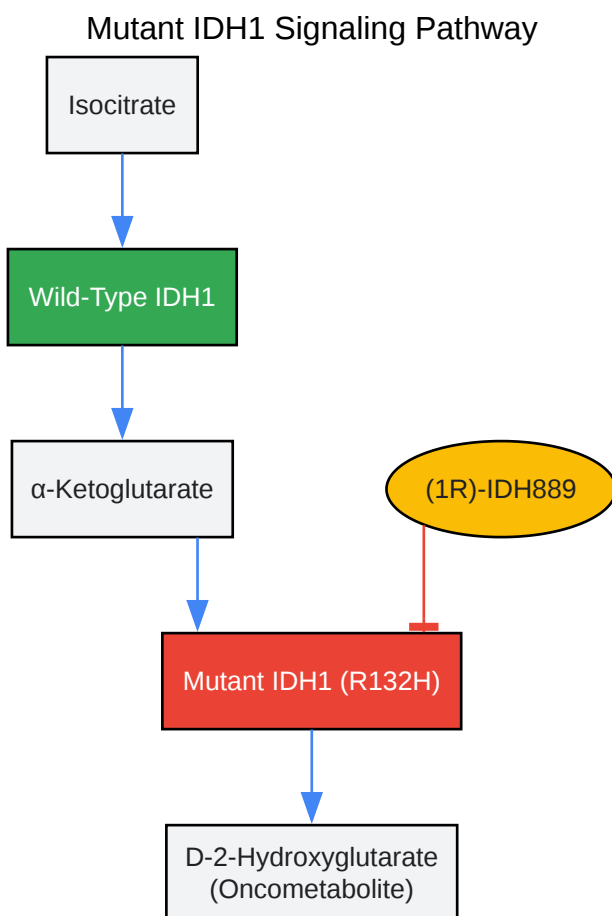 Mutant IDH1 Signaling Pathway
Isocitrate
Wild-Type IDH1
α-Ketoglutarate
(1R)-IDH889
Mutant IDH1 (R132H)
D-2-Hydroxyglutarate
(Oncometabolite)